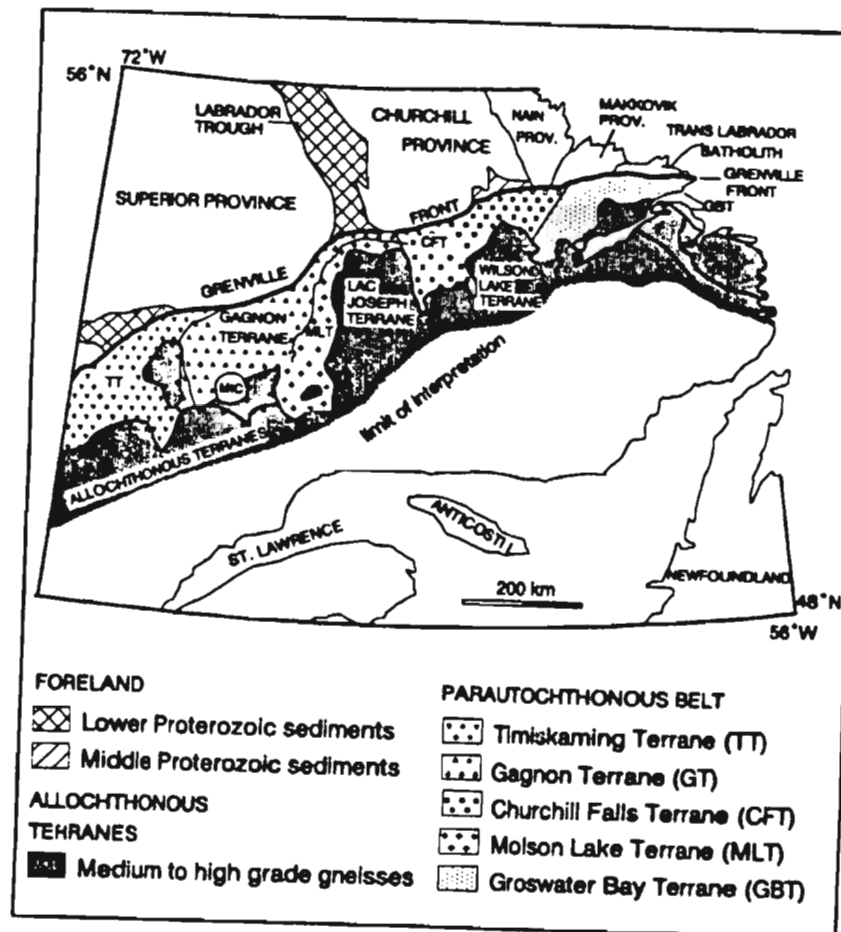 72°W
56°N
LABRADOR
TROUGH
CHURCHILL
PROVINCE
NAIN
PROV.
MAKKOVIK
PROV.
TRANS LABRADOR
BATHOLITH
GRENVILLE
FRONT
GBT
SUPERIOR PROVINCE
FRONT
CFT
GRENVILLE
WILSON
LAKE
TERRANE
LAC
JOSEPH
TERRANE
GAGNON
TERRANE
MLT
TT
MIC
limit of interpretation
ALLOCHTHONOUS TERRANES
ST. LAWRENCE
ANTICOSTI
NEWFOUNDLAND
200 km
48°N
56°W
FORELAND
Lower Proterozoic sediments
Middle Proterozoic sediments
ALLOCHTHONOUS
TERRANES
Medium to high grade gneisses
PARAUTOCHTHONOUS BELT
Timiskaming Terrane (TT)
Gagnon Terrane (GT)
Churchill Falls Terrane (CFT)
Molson Lake Terrane (MLT)
Groswater Bay Terrane (GBT)